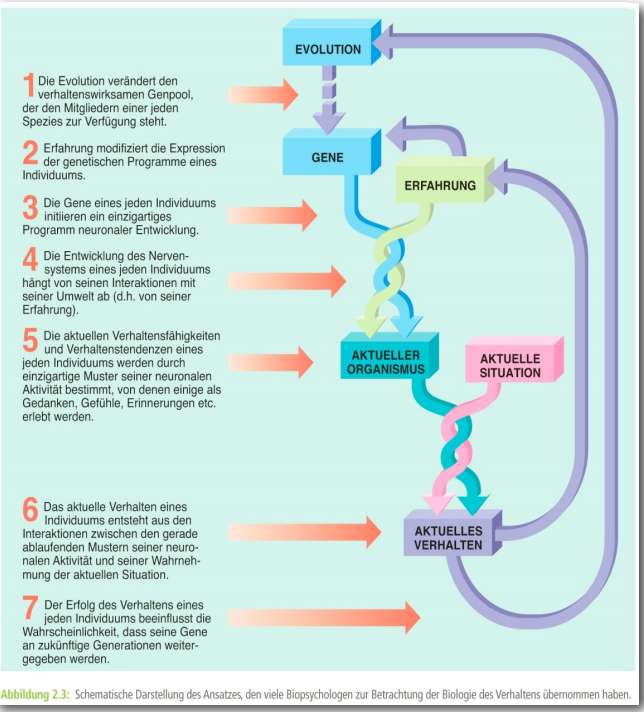 EVOLUTION
1 Die Evolution verändert den
verhaltenswirksamen Genpool,
der den Mitgliedern einer jeden
Spezies zur Verfügung steht.
2 Erfahrung modifiziert die Expression
der genetischen Programme eines
Individuums.
GENE
ERFAHRUNG
3 Die Gene eines jeden Individuums
initiieren ein einzigartiges
Programm neuronaler Entwicklung.
4 Die Entwicklung des Nerven-
systems eines jeden Individuums
hängt von seinen Interaktionen mit
seiner Umwelt ab (d.h. von seiner
Erfahrung).
5 Die aktuellen Verhaltensfähigkeiten
und Verhaltenstendenzen eines
jeden Individuums werden durch
einzigartige Muster seiner neuronalen
Aktivität bestimmt, von denen einige als
Gedanken, Gefühle, Erinnerungen etc.
erlebt werden.
AKTUELLER
ORGANISMUS
AKTUELLE
SITUATION
6 Das aktuelle Verhalten eines
Individuums entsteht aus den
Interaktionen zwischen den gerade
ablaufenden Mustern seiner neuro-
nalen Aktivität und seiner Wahrneh-
mung der aktuellen Situation.
AKTUELLES
VERHALTEN
7 Der Erfolg des Verhaltens eines
jeden Individuums beeinflusst die
Wahrscheinlichkeit, dass seine Gene
an zukünftige Generationen weiter-
gegeben werden.
Abbildung 2.3: Schematische Darstellung des Ansatzes, den viele Biopsychologen zur Betrachtung der Biologie des Verhaltens übernommen haben.